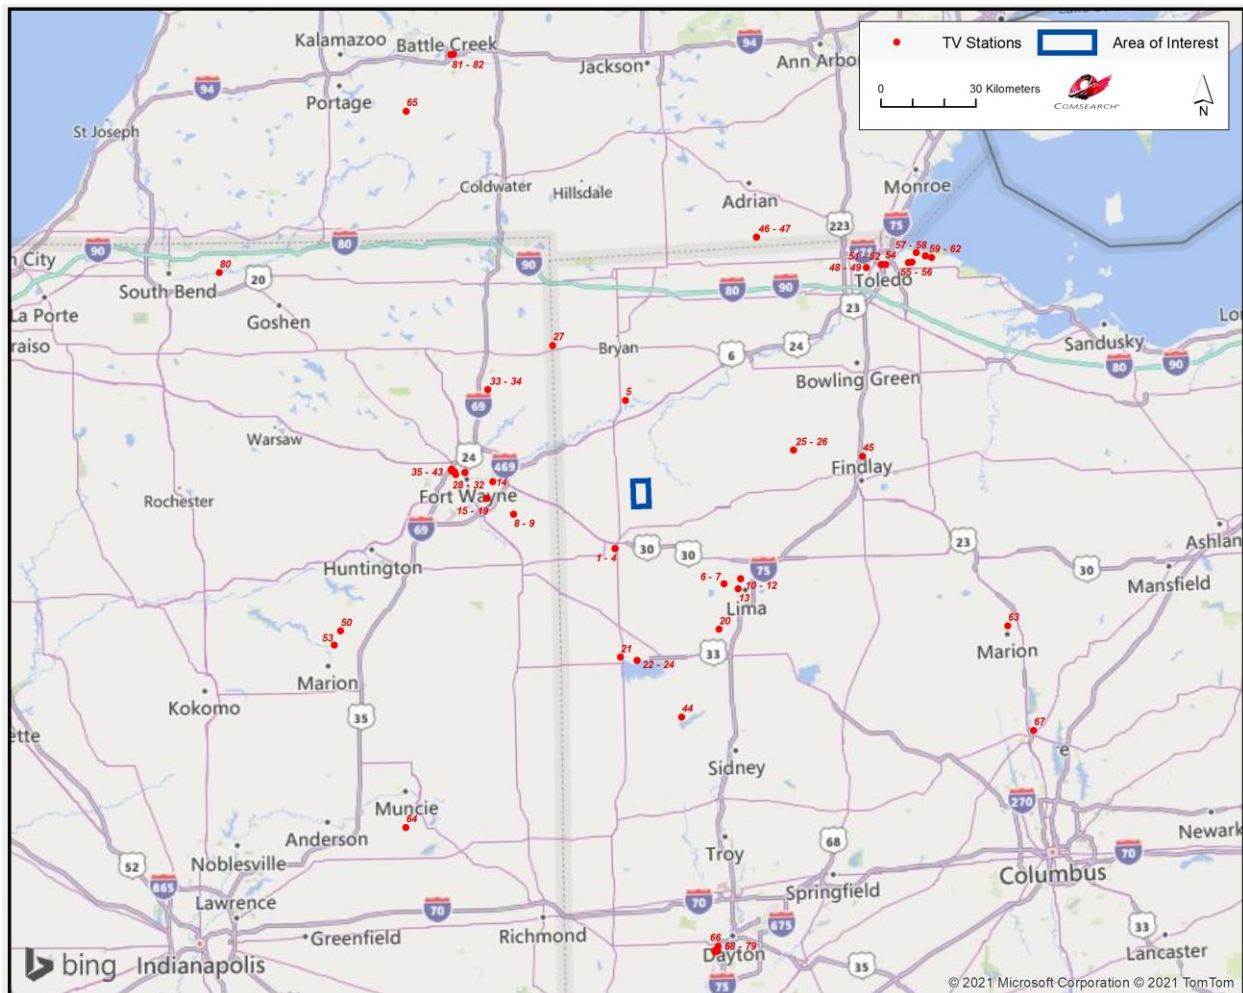 Kalamazoo
Battle Creek
81 - 82
94
Jackson
Ann Arbo
TV Stations
Area of Interest
0
30 Kilometers
COMSEARCH
N
94
Portage
65
St Joseph
Coldwater
Hillsdale
Adrian
Monroe
46 - 47
223
75
n City
90
80
90
57 - 58
59 - 62
51 - 52
54
48 - 49
55 - 56
Toledo
80
20
South Bend
Goshen
80
90
23
La Porte
raiso
27
Bryan
6
24
Sandusky
80
90
Bowling Green
33 - 34
69
5
Warsaw
24
469
35 - 43
28 - 32
14
Fort Wayne
15 - 19
8 - 9
25 - 26
45
Findlay
Rochester
69
Huntington
1 - 4
30
30
75
23
30
Ashlan
Mansfield
6 - 7
10 - 12
13
Lima
50
53
Marion
20
21
22 - 24
33
63
Marion
Kokomo
35
44
67
ette
e
Sidney
Muncie
64
Anderson
270
Newark
52
Noblesville
Troy
68
Columbus
70
865
Lawrence
70
70
Springfield
Greenfield
Richmond
66
68 - 79
675
33
Lancaster
Dayton
bing
Indianapolis
75
35
© 2021 Microsoft Corporation © 2021 TomTom